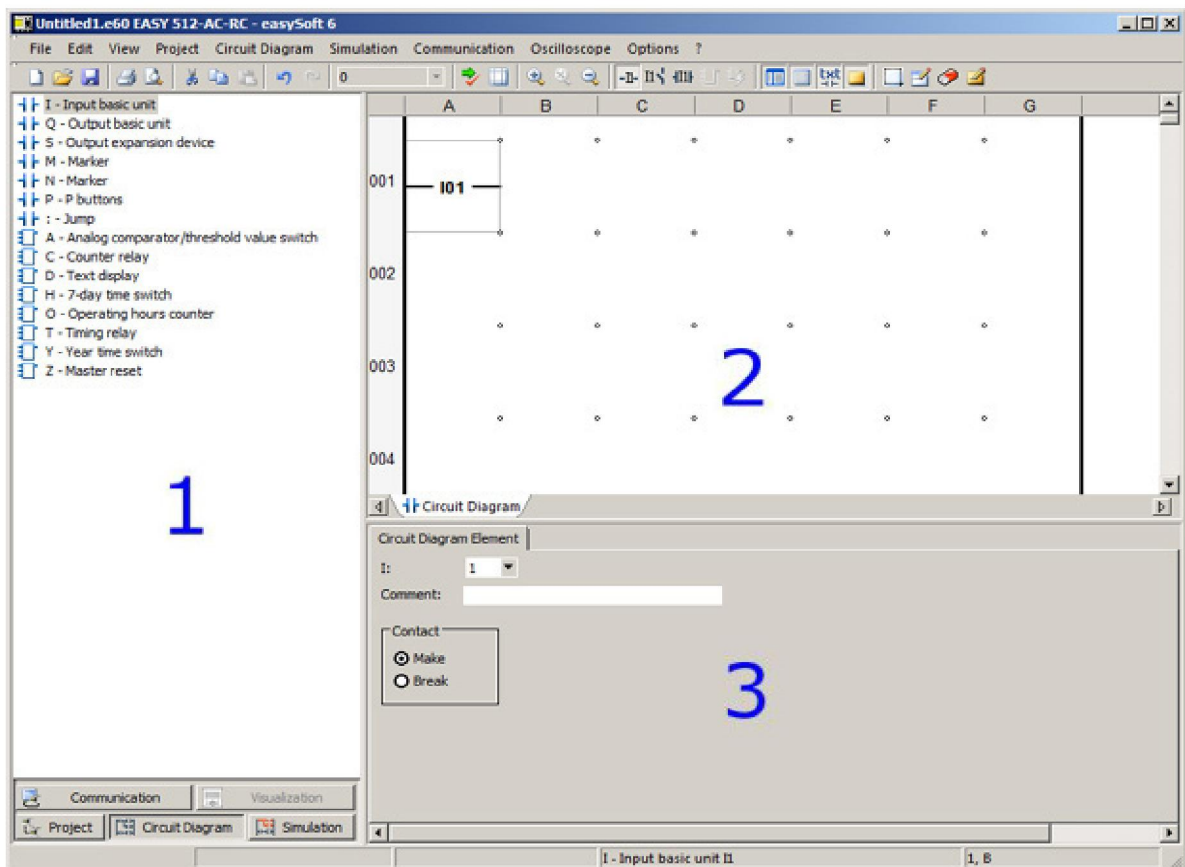 Untitled1.e60 EASY 512-AC-RC - easySoft 6
File Edit View Project Circuit Diagram Simulation Communication Oscilloscope Options ?
0
txt
I - Input basic unit
Q - Output basic unit
S - Output expansion device
M - Marker
N - Marker
P - P buttons
: - Jump
A - Analog comparator/threshold value switch
C - Counter relay
D - Text display
H - 7-day time switch
O - Operating hours counter
T - Timing relay
Y - Year time switch
Z - Master reset
1
Communication Visualization
Project Circuit Diagram Simulation
A B C D E F G
001 I01
002
003
2
004
Circuit Diagram
Circuit Diagram Element
I: 1
Comment:
Contact
Make
Break
3
I - Input basic unit I1 1, B